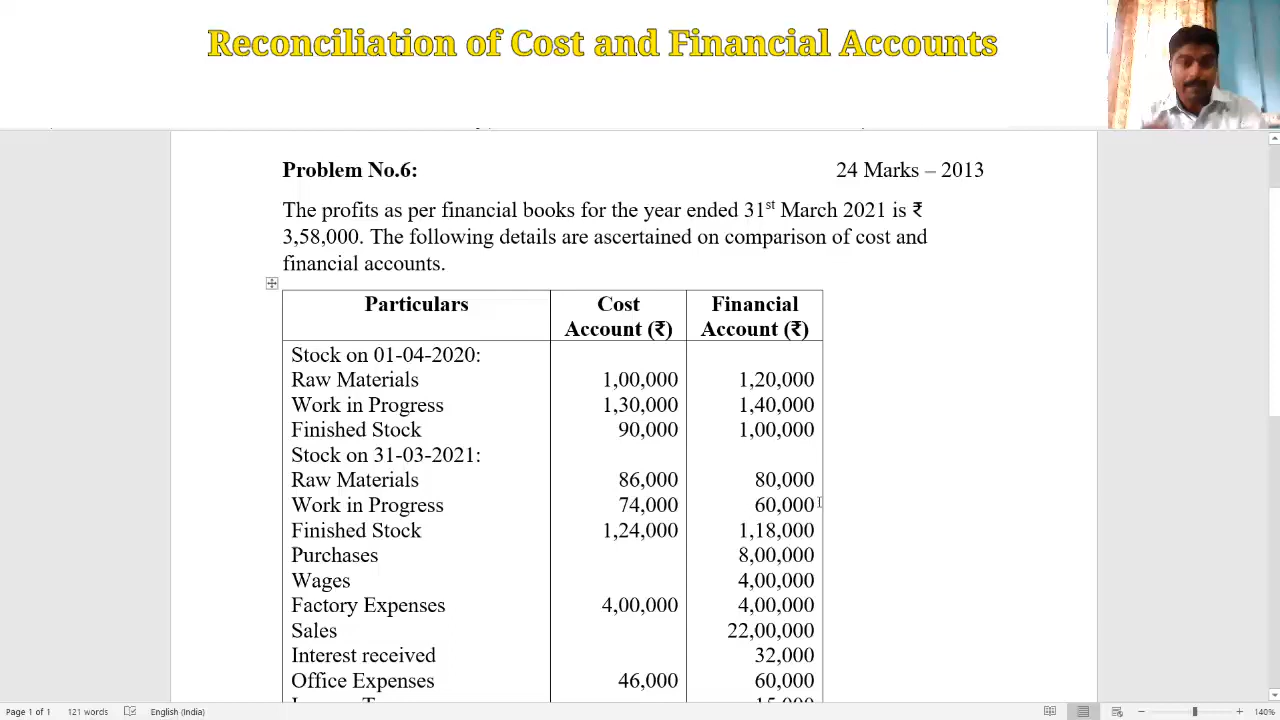 Reconciliation of Cost and Financial Accounts
Problem No.6: 24 Marks – 2013
The profits as per financial books for the year ended 31st March 2021 is ₹
3,58,000. The following details are ascertained on comparison of cost and
financial accounts.
Particulars Cost Account (₹) Financial Account (₹)
Stock on 01-04-2020:
Raw Materials 1,00,000 1,20,000
Work in Progress 1,30,000 1,40,000
Finished Stock 90,000 1,00,000
Stock on 31-03-2021:
Raw Materials 86,000 80,000
Work in Progress 74,000 60,000
Finished Stock 1,24,000 1,18,000
Purchases 8,00,000
Wages 4,00,000
Factory Expenses 4,00,000 4,00,000
Sales 22,00,000
Interest received 32,000
Office Expenses 46,000 60,000
Page 1 of 1 121 words English (India) 140%